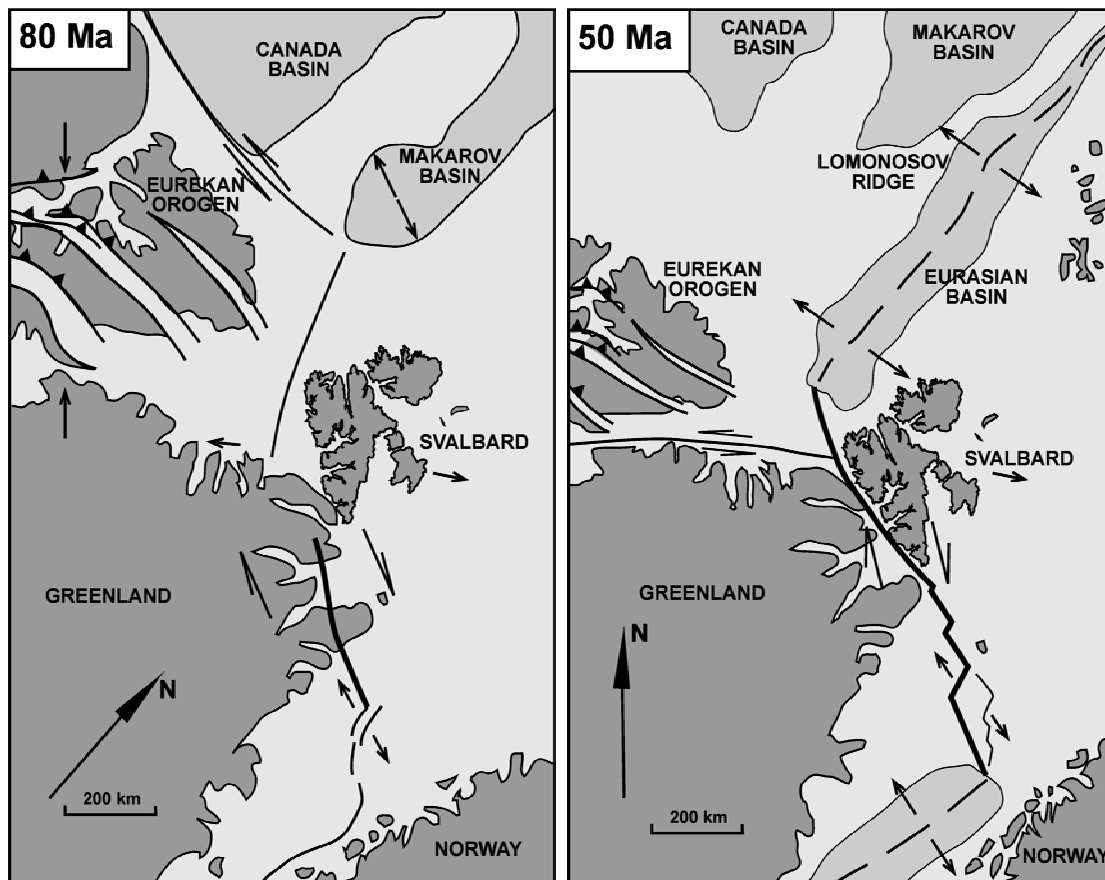 80 Ma
CANADA
BASIN
MAKAROV
BASIN
EUREKAN
OROGEN
SVALBARD
GREENLAND
N
200 km
NORWAY
50 Ma
CANADA
BASIN
MAKAROV
BASIN
LOMONOSOV
RIDGE
EUREKAN
OROGEN
EURASIAN
BASIN
SVALBARD
GREENLAND
N
200 km
NORWAY